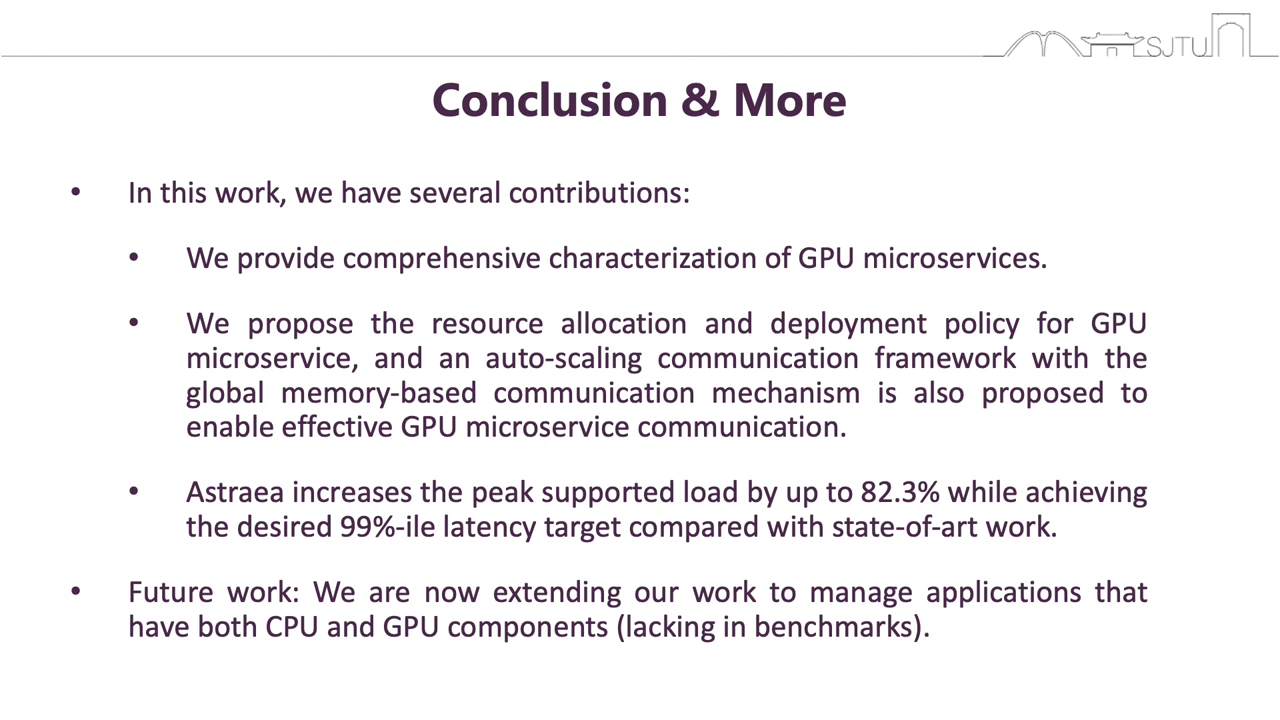 SJTU
Conclusion & More
• In this work, we have several contributions:
• We provide comprehensive characterization of GPU microservices.
• We propose the resource allocation and deployment policy for GPU
microservice, and an auto-scaling communication framework with the
global memory-based communication mechanism is also proposed to
enable effective GPU microservice communication.
• Astraea increases the peak supported load by up to 82.3% while achieving
the desired 99%-ile latency target compared with state-of-art work.
• Future work: We are now extending our work to manage applications that
have both CPU and GPU components (lacking in benchmarks).